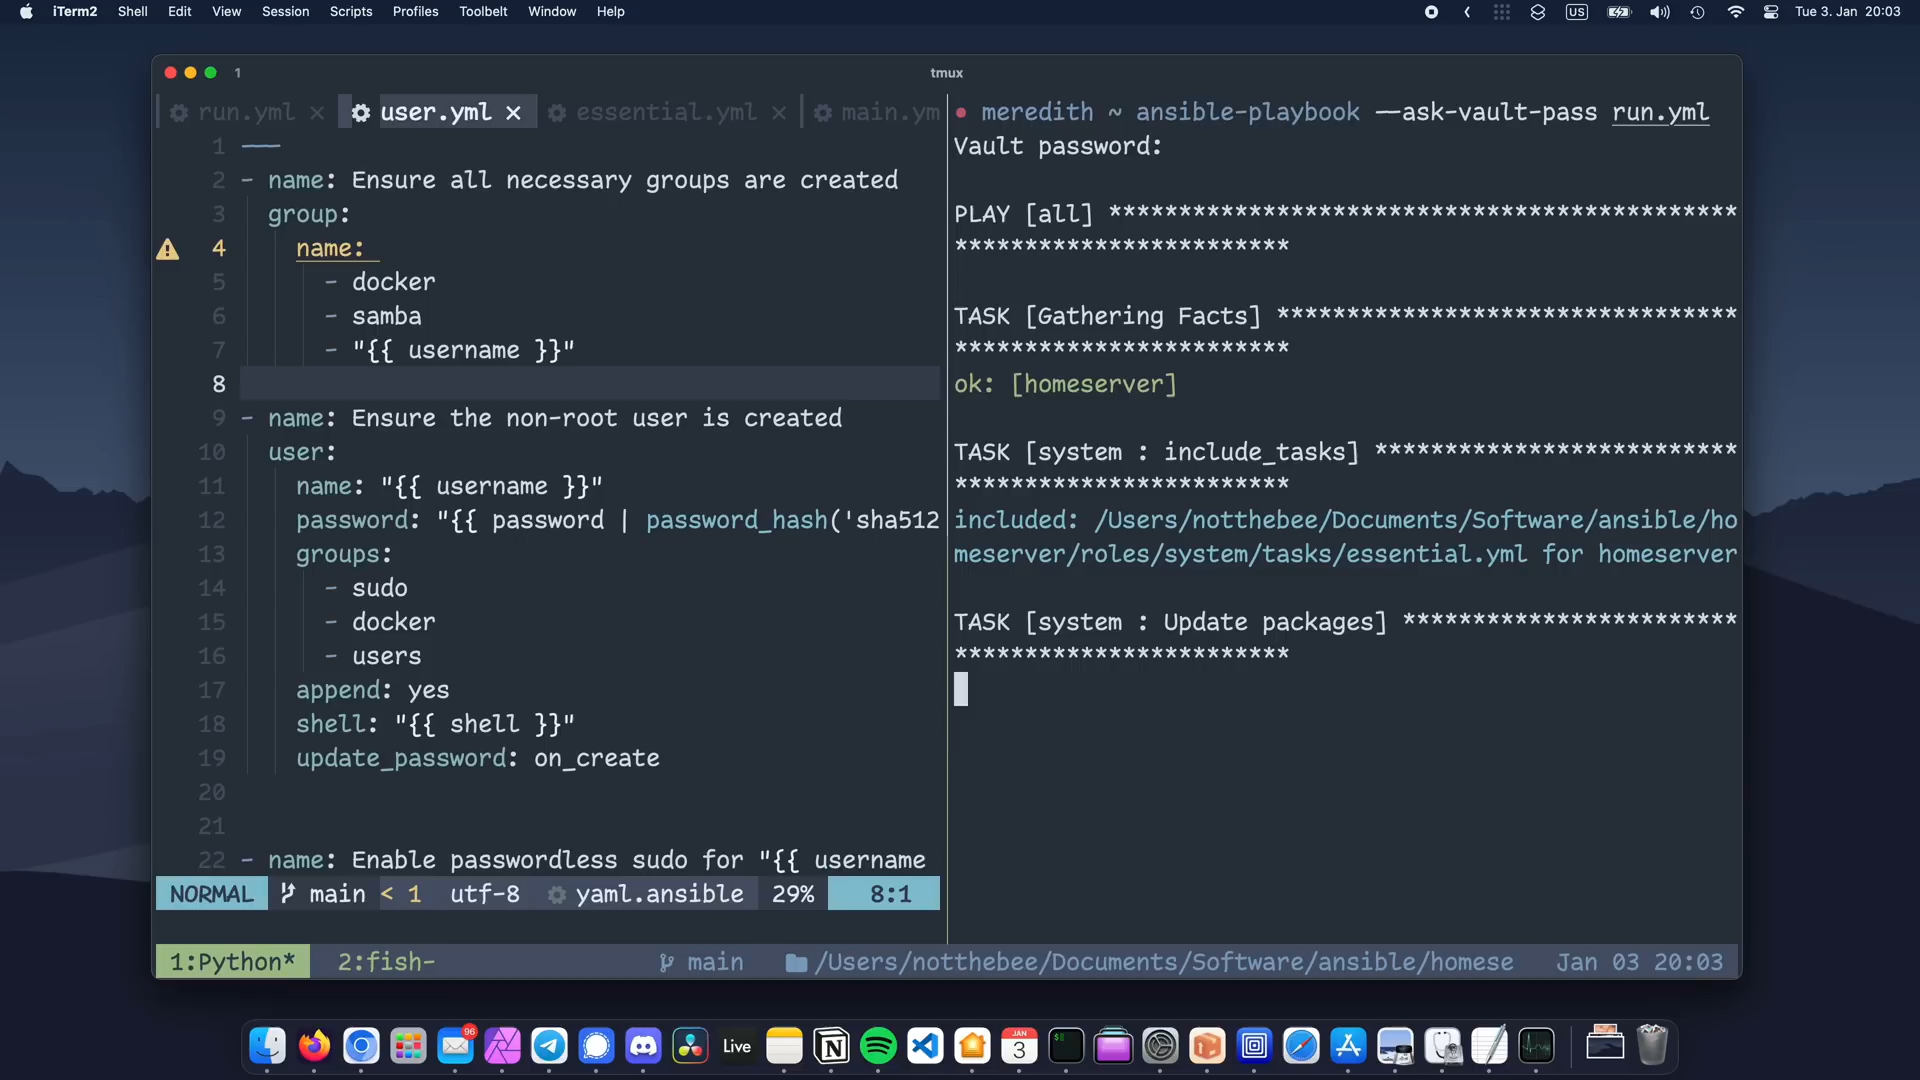 iTerm2 Shell Edit View Session Scripts Profiles Toolbelt Window Help US Tue 3. Jan 20:03
1 tmux
run.yml × user.yml × essential.yml × main.ym
1 ---
2 - name: Ensure all necessary groups are created
3 group:
4 name:
5 - docker
6 - samba
7 - "{{ username }}"
8
9 - name: Ensure the non-root user is created
10 user:
11 name: "{{ username }}"
12 password: "{{ password | password_hash('sha512
13 groups:
14 - sudo
15 - docker
16 - users
17 append: yes
18 shell: "{{ shell }}"
19 update_password: on_create
20
21
22 - name: Enable passwordless sudo for "{{ username
NORMAL main < 1 utf-8 yaml.ansible 29% 8:1
meredith ~ ansible-playbook --ask-vault-pass run.yml
Vault password:
PLAY [all] *********************************************
************************
TASK [Gathering Facts] *********************************
************************
ok: [homeserver]
TASK [system : include_tasks] **************************
************************
included: /Users/notthebee/Documents/Software/ansible/ho
meserver/roles/system/tasks/essential.yml for homeserver
TASK [system : Update packages] ************************
************************
1:Python* 2:fish- main /Users/notthebee/Documents/Software/ansible/homese Jan 03 20:03
96
Live
JAN
3